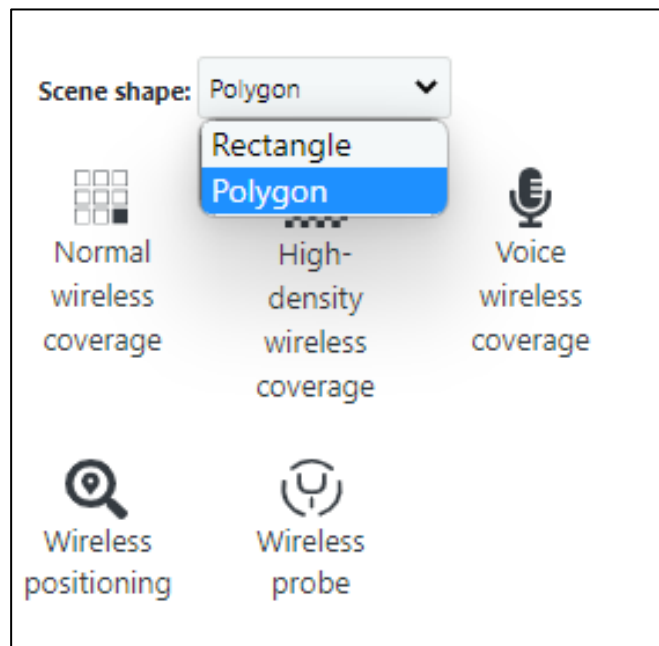 Scene shape: Polygon
Rectangle
Polygon
Normal
wireless
coverage
High-
density
wireless
coverage
Voice
wireless
coverage
Wireless
positioning
Wireless
probe